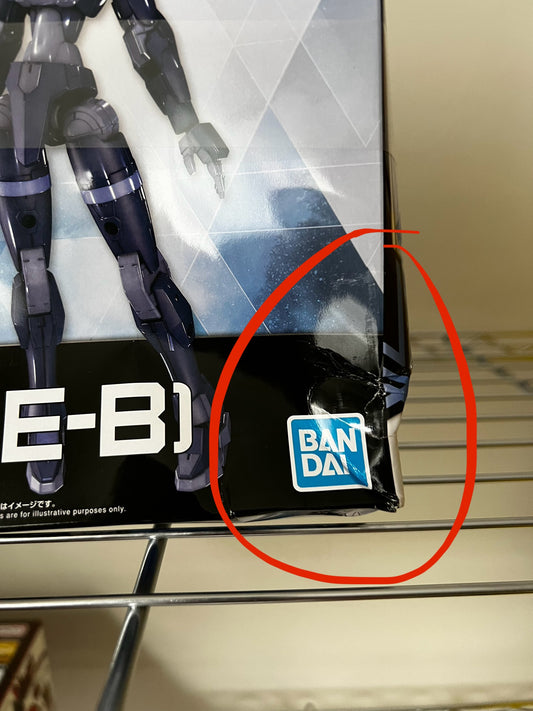 E-B)
はイメージです。
s are for illustrative purposes only.
BAN
DAI